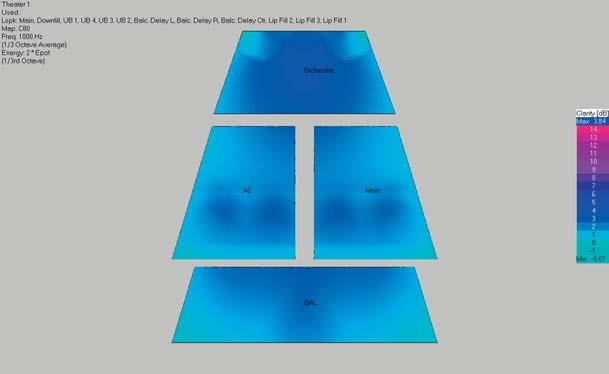 Theater 1
Used :
Lspk: Main, Downfill, UB 1, UB 4, UB 3, UB 2, Balc. Delay L, Balc. Delay R, Balc. Delay Ctr, Lip Fill 2, Lip Fill 3, Lip Fill 1
Map: C80
Freq: 1000 Hz
(1/3 Octave Average)
Energy: 2 * Epot
(1/3rd Octave)
Orchestra
A2
Main
BAL
Clarity [dB]
Max: 3.84
14
13
12
11
10
9
8
7
6
5
4
3
2
1
0
-1
Min: -0.07